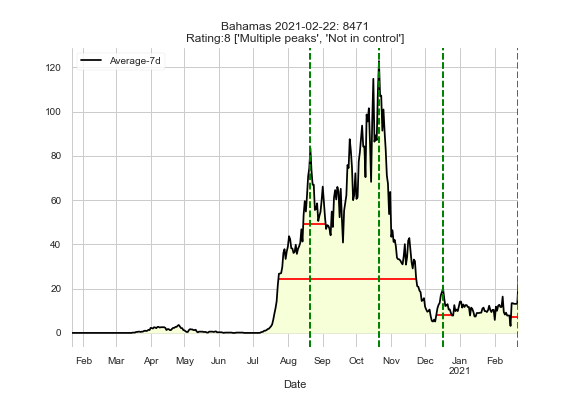 Bahamas 2021-02-22: 8471
Rating:8 ['Multiple peaks', 'Not in control']
Average-7d
120
100
80
60
40
20
0
Feb Mar Apr May Jun Jul Aug Sep Oct Nov Dec Jan Feb
2021
Date